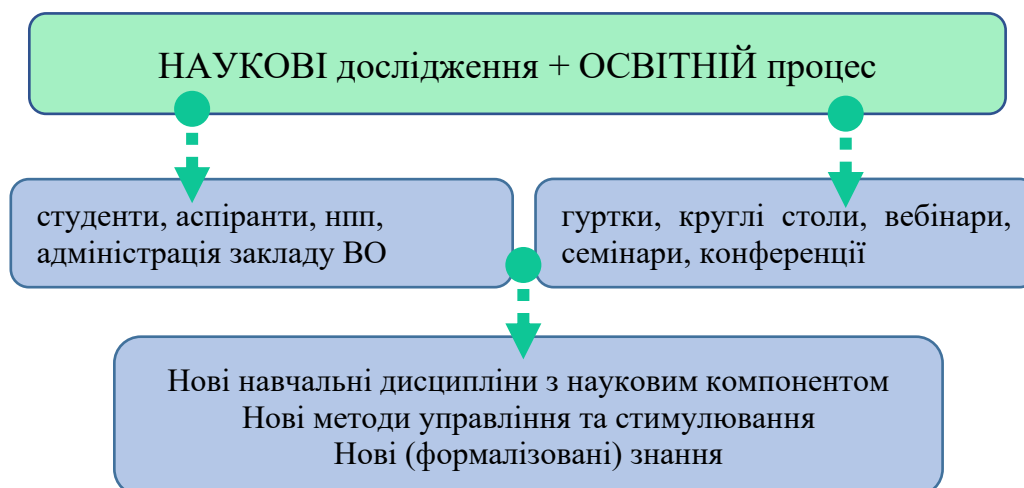 НАУКОВІ дослідження + ОСВІТНІЙ процес
студенти, аспіранти, нпп,
адміністрація закладу ВО
гуртки, круглі столи, вебінари,
семінари, конференції
Нові навчальні дисципліни з науковим компонентом
Нові методи управління та стимулювання
Нові (формалізовані) знання